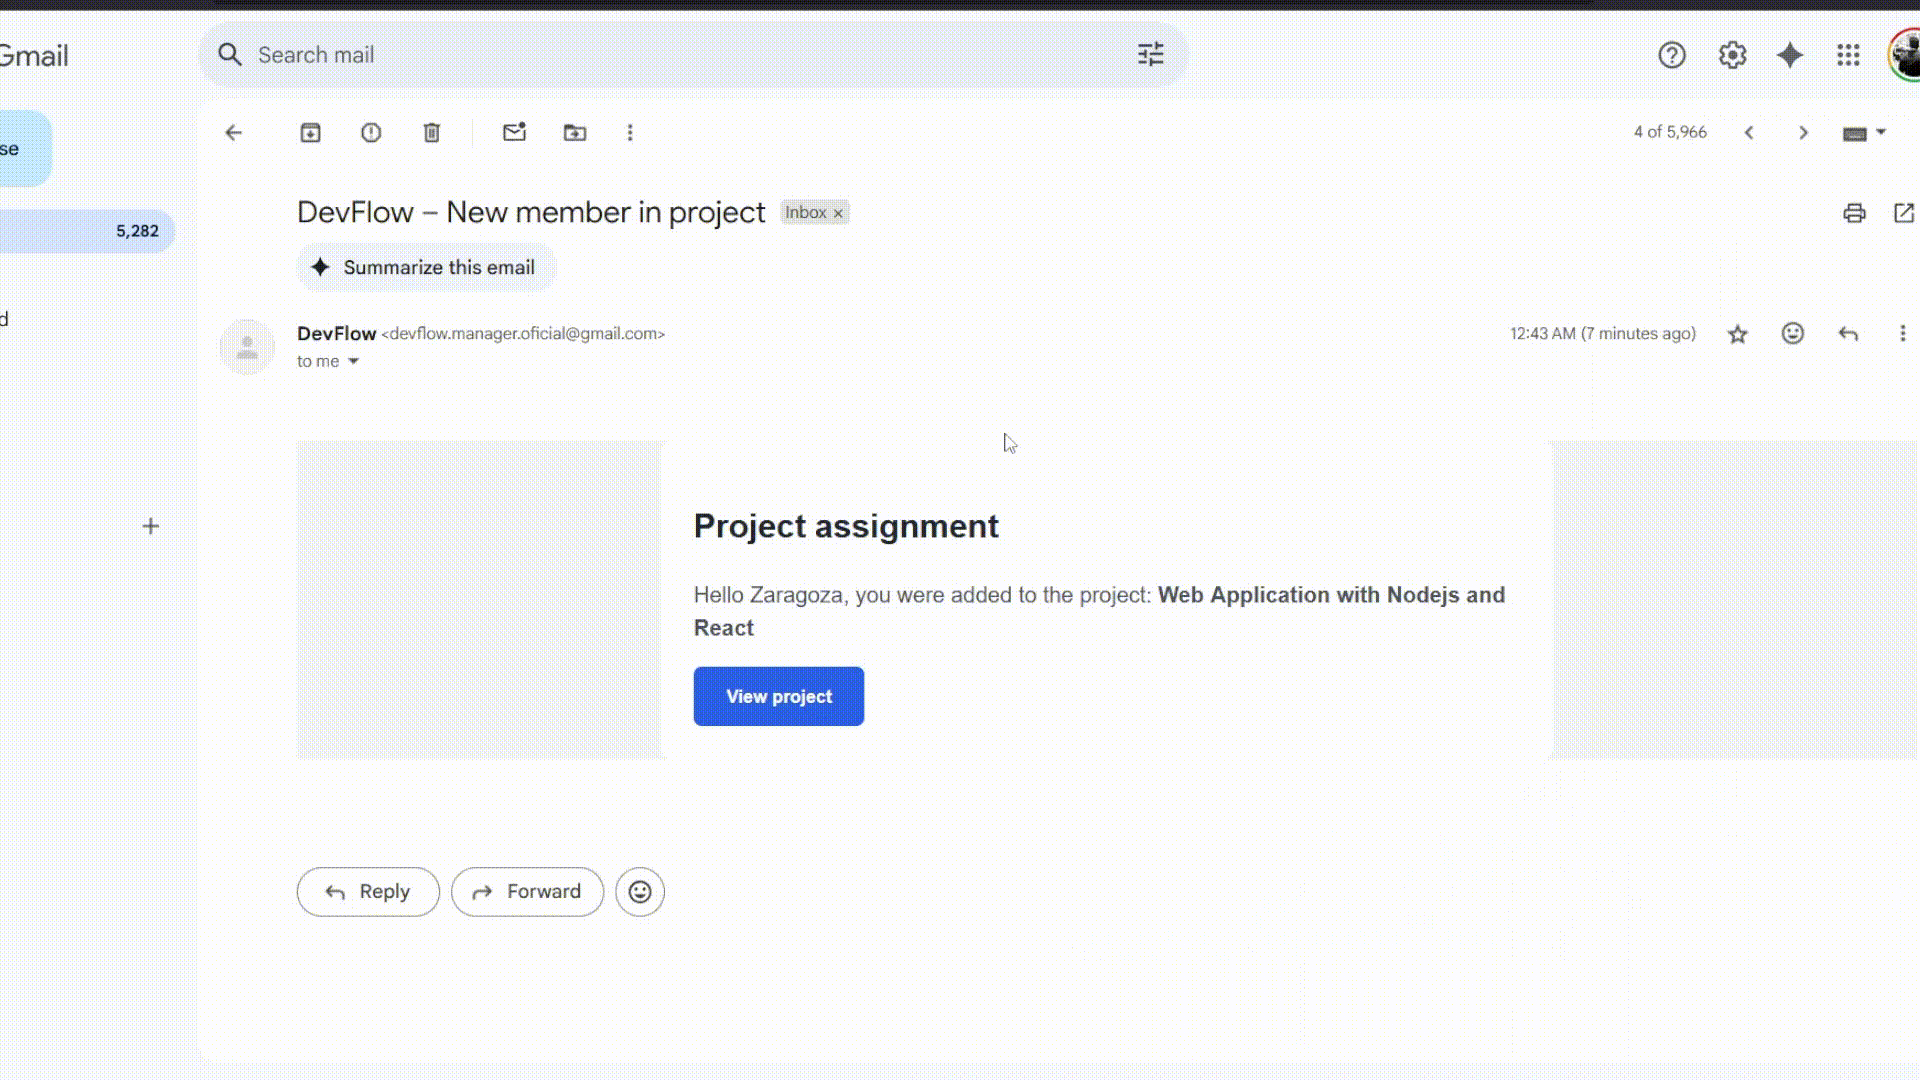 Gmail
Search mail
se
4 of 5,966
DevFlow – New member in project
Inbox ×
5,282
Summarize this email
d
DevFlow <devflow.manager.oficial@gmail.com>
12:43 AM (7 minutes ago)
to me
Project assignment
Hello Zaragoza, you were added to the project: Web Application with Nodejs and
React
View project
Reply
Forward